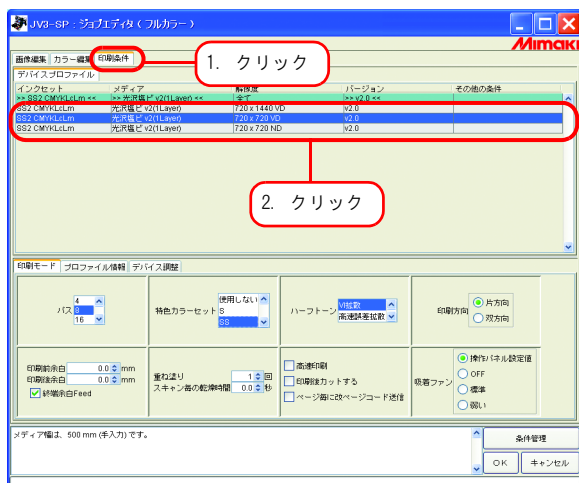 JV3-SP : ジョブエディタ ( フルカラー )
Mimaki
画像編集 カラー編集 印刷条件
1. クリック
デバイスプロファイル
インクセット メディア 解像度 バージョン その他の条件
>> SS2 CMYKLcLm << >> 光沢塩ビ v2(1Layer) << 全て >> v2.0 <<
SS2 CMYKLcLm 光沢塩ビ v2(1Layer) 720 x 1440 VD v2.0
SS2 CMYKLcLm 光沢塩ビ v2(1Layer) 720 x 720 VD v2.0
SS2 CMYKLcLm 光沢塩ビ v2(1Layer) 720 x 720 ND v2.0
2. クリック
印刷モード プロファイル情報 デバイス調整
パス 4 8 16
特色カラーセット 使用しない S SS
ハーフトーン VI拡散 高速誤差拡散
印刷方向 片方向 双方向
印刷前余白 0.0 mm
印刷後余白 0.0 mm
終端余白Feed
重ね塗り 1 回
スキャン毎の乾燥時間 0.0 秒
高速印刷
印刷後カットする
ページ毎に改ページコード送信
吸着ファン 操作パネル設定値 OFF 標準 弱い
メディア幅は、500 mm (手入力) です。
条件管理
OK キャンセル